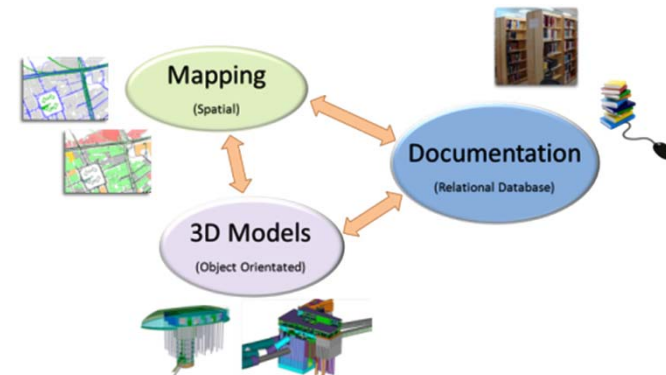 Mapping
(Spatial)
Documentation
(Relational Database)
3D Models
(Object Orientated)